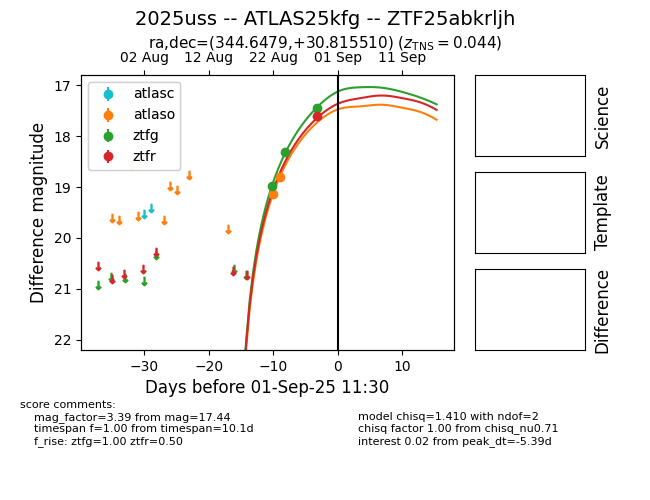 2025uss -- ATLAS25kfg -- ZTF25abkrljh
ra,dec=(344.6479,+30.815510) (zTNS = 0.044)
02 Aug 12 Aug 22 Aug 01 Sep 11 Sep
atlasc
atlaso
ztfg
ztfr
17
18
19
20
21
22
Difference magnitude
−30 −20 −10 0 10
Days before 01-Sep-25 11:30
Science
Template
Difference
score comments:
mag_factor=3.39 from mag=17.44
timespan f=1.00 from timespan=10.1d
f_rise: ztfg=1.00 ztfr=0.50
model chisq=1.410 with ndof=2
chisq factor 1.00 from chisq_nu0.71
interest 0.02 from peak_dt=-5.39d